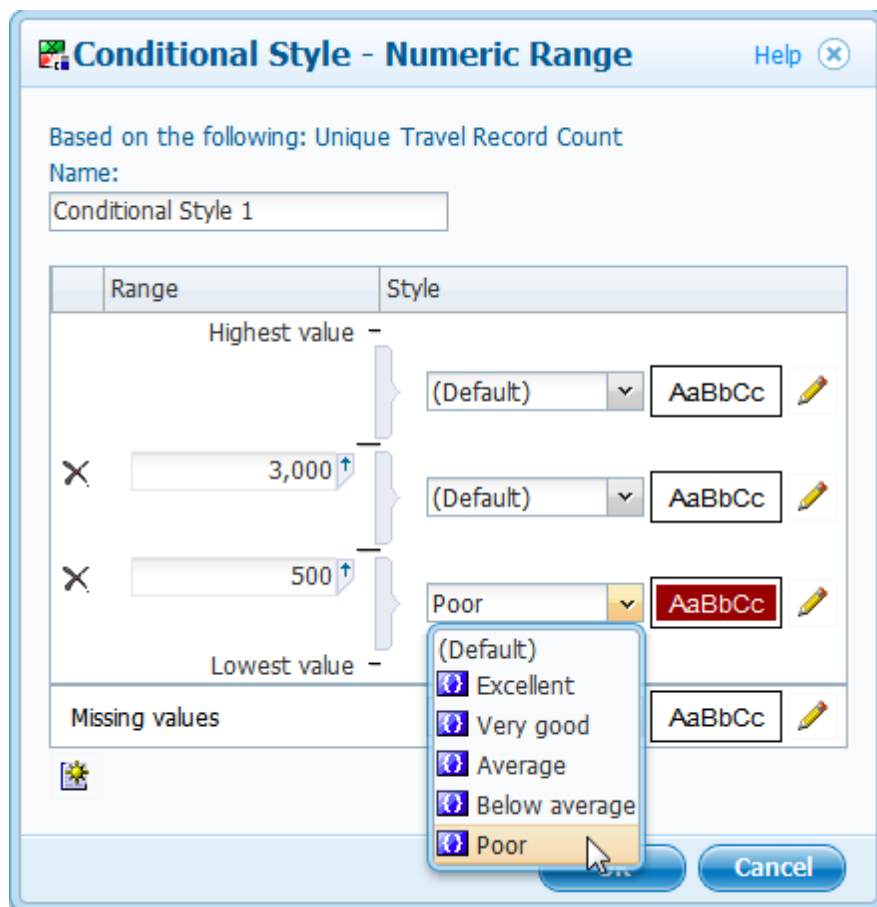 Conditional Style - Numeric Range Help
Based on the following: Unique Travel Record Count
Name:
Conditional Style 1
Range Style
Highest value
(Default) AaBbCc
3,000
(Default) AaBbCc
500
Poor AaBbCc
Lowest value
(Default)
Excellent
Missing values AaBbCc
Very good
Average
Below average
Poor
Cancel